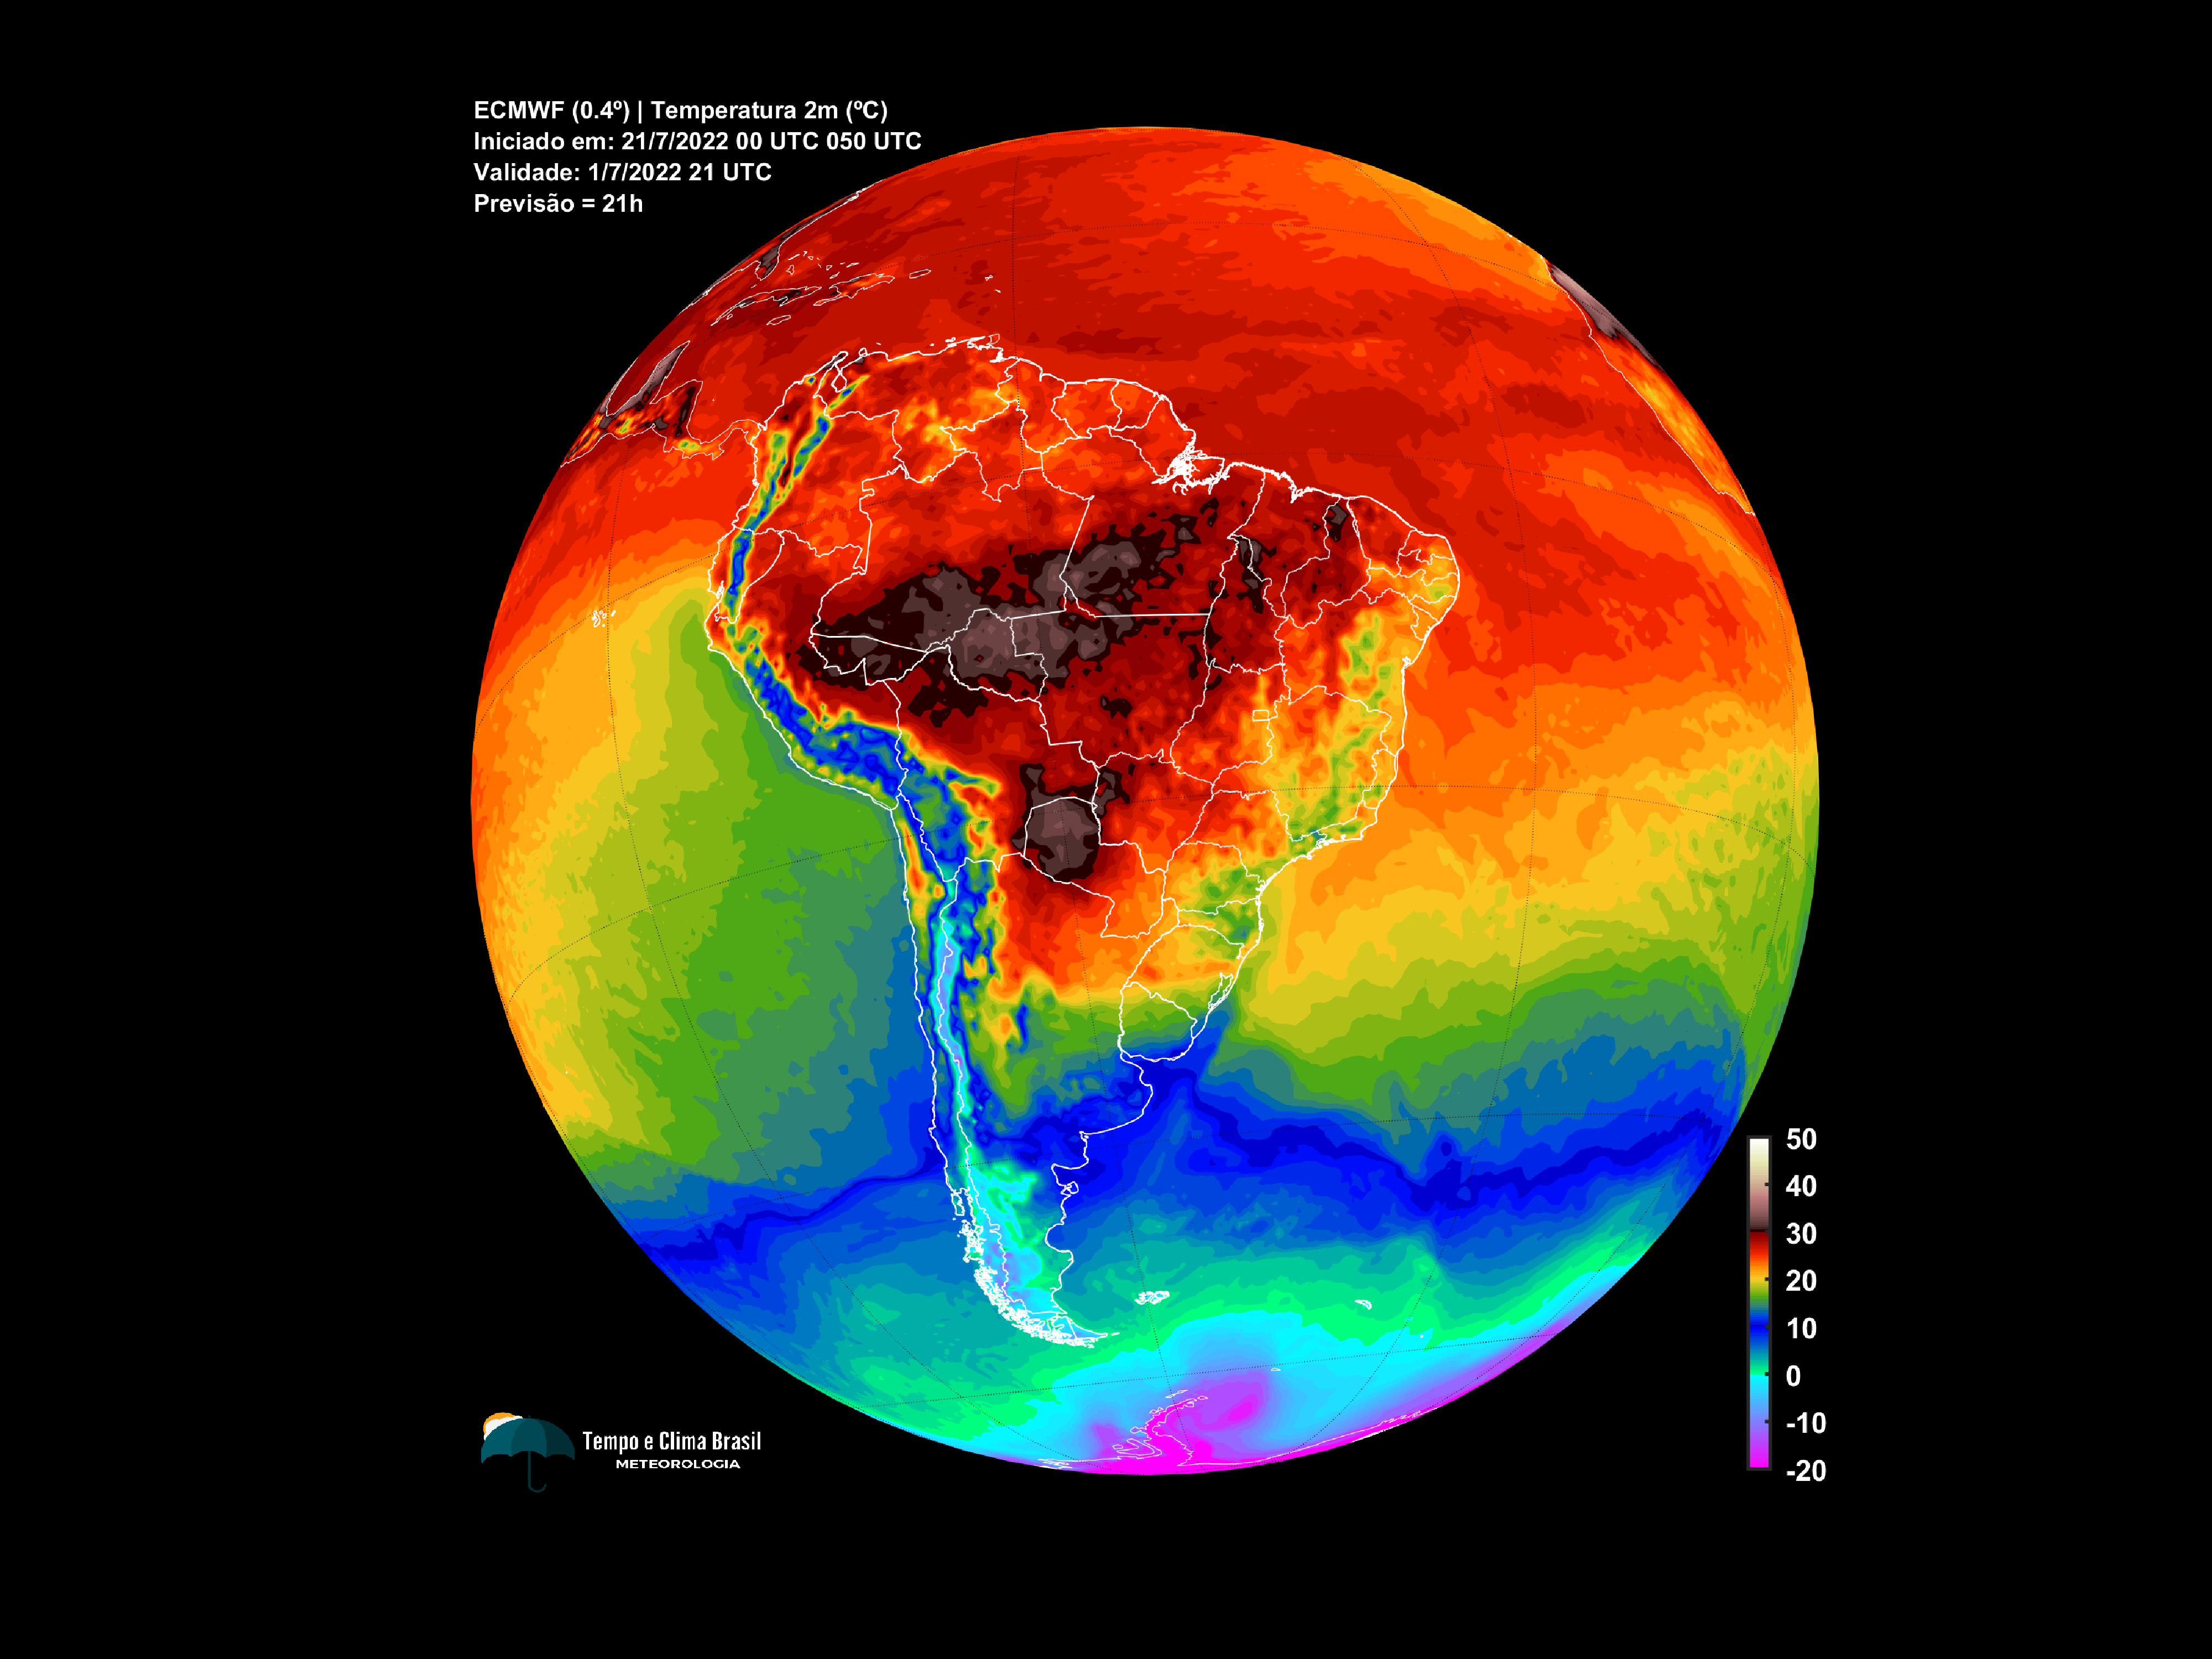 ECMWF (0.4º) | Temperatura 2m (ºC)
Iniciado em: 21/7/2022 00 UTC 050 UTC
Validade: 1/7/2022 21 UTC
Previsão = 21h
50
40
30
20
10
0
-10
-20
Tempo e Clima Brasil
METEOROLOGIA